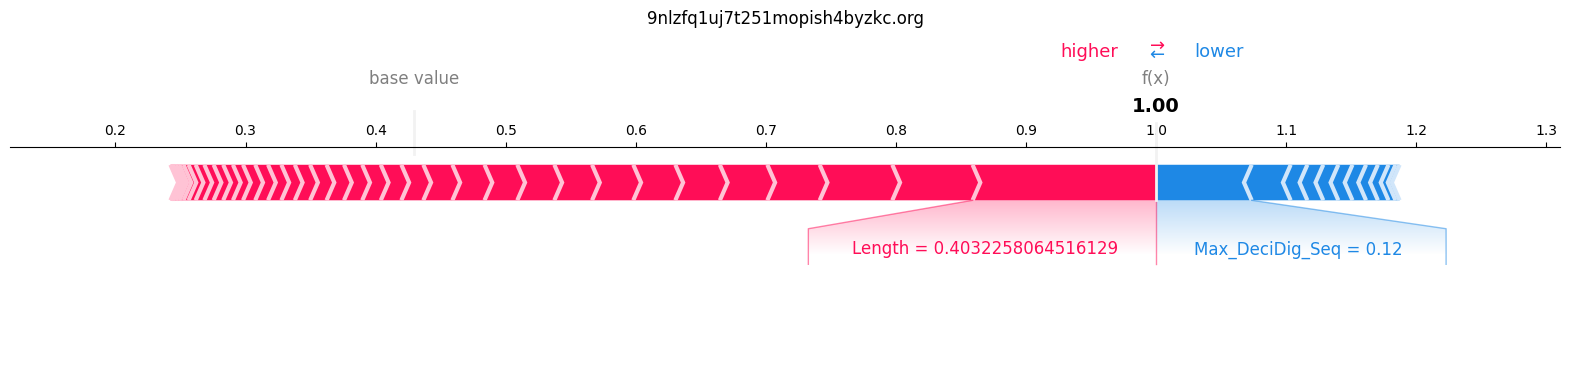 9nlzfq1uj7t251mopish4byzkc.org
higher ⇄ lower
base value f(x)
1.00
0.2 0.3 0.4 0.5 0.6 0.7 0.8 0.9 1.0 1.1 1.2 1.3
Length = 0.4032258064516129 Max_DeciDig_Seq = 0.12